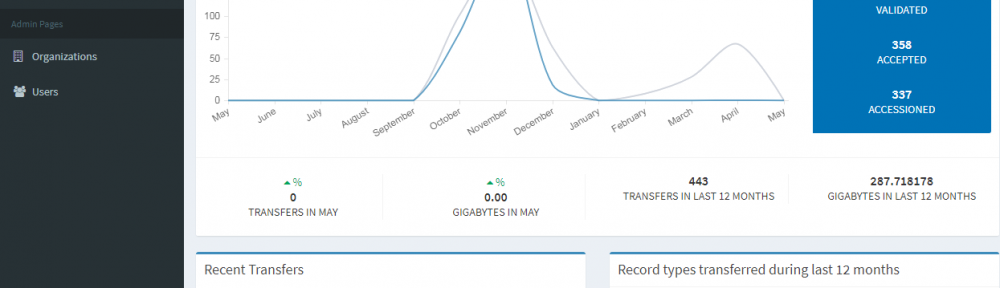 Admin Pages
Organizations
Users
100
75
50
25
0
May June July August September October November December January February March April May
VALIDATED
358
ACCEPTED
337
ACCESSIONED
%
0
TRANSFERS IN MAY
%
0.00
GIGABYTES IN MAY
443
TRANSFERS IN LAST 12 MONTHS
287.718178
GIGABYTES IN LAST 12 MONTHS
Recent Transfers
Record types transferred during last 12 months